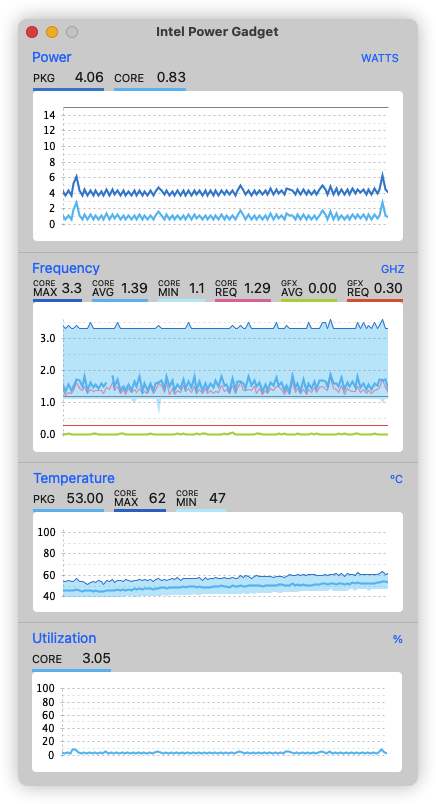 Intel Power Gadget
Power WATTS
PKG 4.06 CORE 0.83
14
12
10
8
6
4
2
0
Frequency GHZ
CORE MAX 3.3 CORE AVG 1.39 CORE MIN 1.1 CORE REQ 1.29 GFX AVG 0.00 GFX REQ 0.30
3.0
2.0
1.0
0.0
Temperature °C
PKG 53.00 CORE MAX 62 CORE MIN 47
100
80
60
40
Utilization %
CORE 3.05
100
80
60
40
20
0